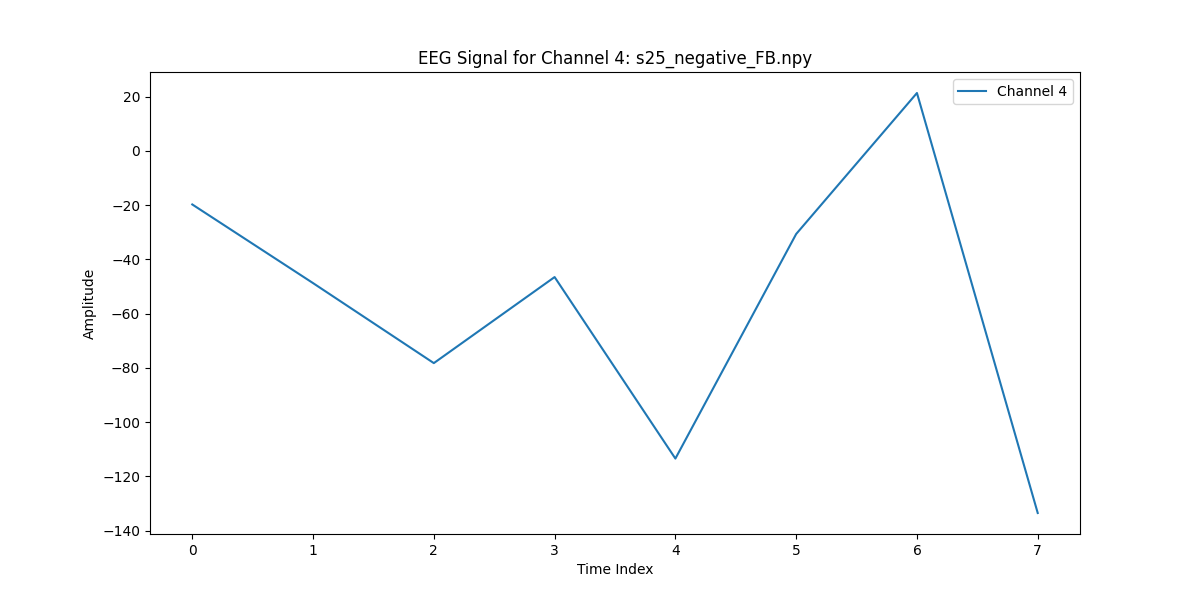 EEG Signal for Channel 4: s25_negative_FB.npy
Channel 4
20
0
−20
−40
−60
−80
−100
−120
−140
Amplitude
0 1 2 3 4 5 6 7
Time Index